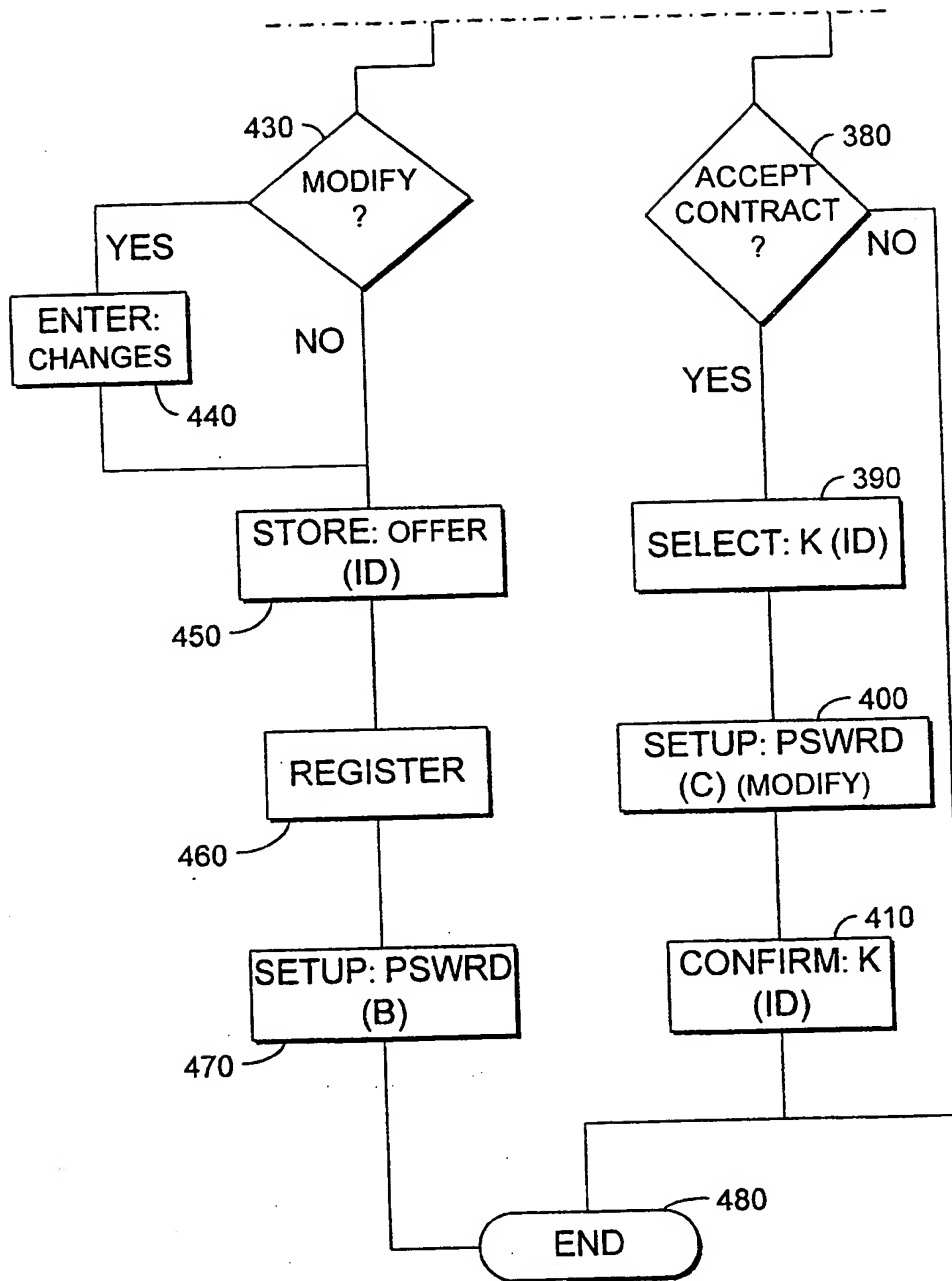 430
MODIFY
?
YES
NO
ENTER:
CHANGES
440
STORE: OFFER
(ID)
450
REGISTER
460
SETUP: PSWRD
(B)
470
380
ACCEPT
CONTRACT
?
NO
YES
390
SELECT: K (ID)
400
SETUP: PSWRD
(C) (MODIFY)
410
CONFIRM: K
(ID)
480
END